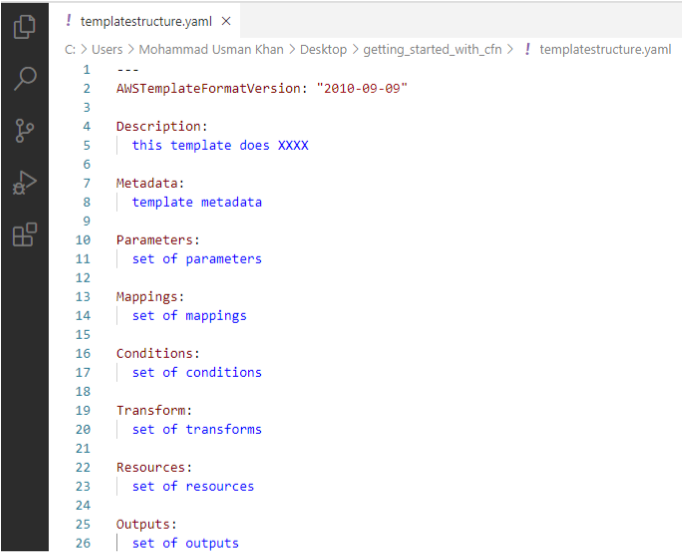 ! templatestructure.yaml ×
C: > Users > Mohammad Usman Khan > Desktop > getting_started_with_cfn > ! templatestructure.yaml
1 ---
2 AWSTemplateFormatVersion: "2010-09-09"
3
4 Description:
5 this template does XXXX
6
7 Metadata:
8 template metadata
9
10 Parameters:
11 set of parameters
12
13 Mappings:
14 set of mappings
15
16 Conditions:
17 set of conditions
18
19 Transform:
20 set of transforms
21
22 Resources:
23 set of resources
24
25 Outputs:
26 set of outputs